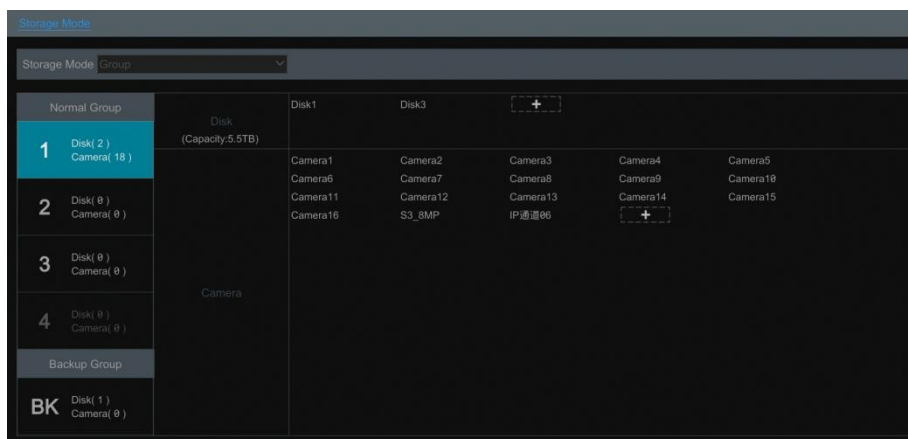 Storage Mode
Storage Mode Group
Normal Group
1 Disk( 2 )
Camera( 18 )
2 Disk( 0 )
Camera( 0 )
3 Disk( 0 )
Camera( 0 )
4 Disk( 0 )
Camera( 0 )
Backup Group
BK Disk( 1 )
Camera( 0 )
Disk
(Capacity:5.5TB)
Disk1 Disk3 +
Camera
Camera1 Camera2 Camera3 Camera4 Camera5
Camera6 Camera7 Camera8 Camera9 Camera10
Camera11 Camera12 Camera13 Camera14 Camera15
Camera16 S3_8MP IP通道06 +